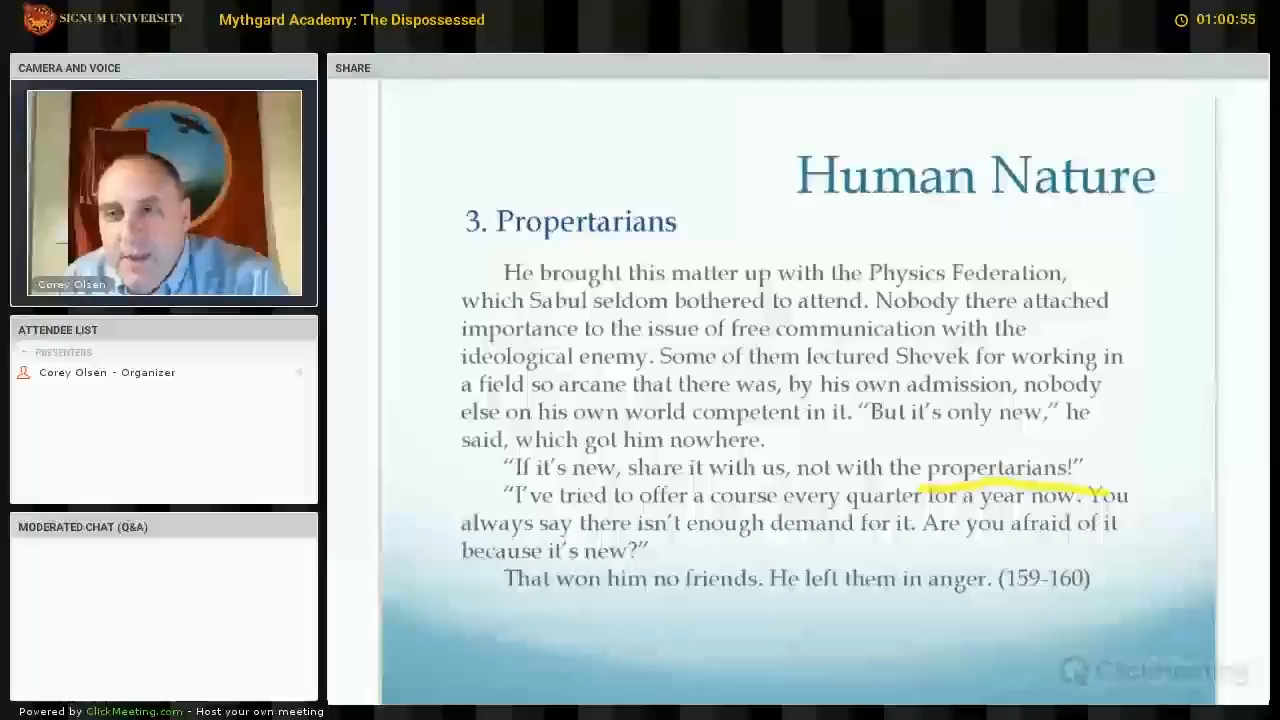 SIGNUM UNIVERSITY
Mythgard Academy: The Dispossessed
01:00:55
CAMERA AND VOICE
Corey Olsen
ATTENDEE LIST
- PRESENTERS
Corey Olsen - Organizer
MODERATED CHAT (Q&A)
SHARE
Human Nature
3. Propertarians
He brought this matter up with the Physics Federation,
which Sabul seldom bothered to attend. Nobody there attached
importance to the issue of free communication with the
ideological enemy. Some of them lectured Shevek for working in
a field so arcane that there was, by his own admission, nobody
else on his own world competent in it. “But it’s only new,” he
said, which got him nowhere.
“If it’s new, share it with us, not with the propertarians!”
“I’ve tried to offer a course every quarter for a year now. You
always say there isn’t enough demand for it. Are you afraid of it
because it’s new?”
That won him no friends. He left them in anger. (159-160)
ClickMeeting
Powered by ClickMeeting.com - Host your own meeting